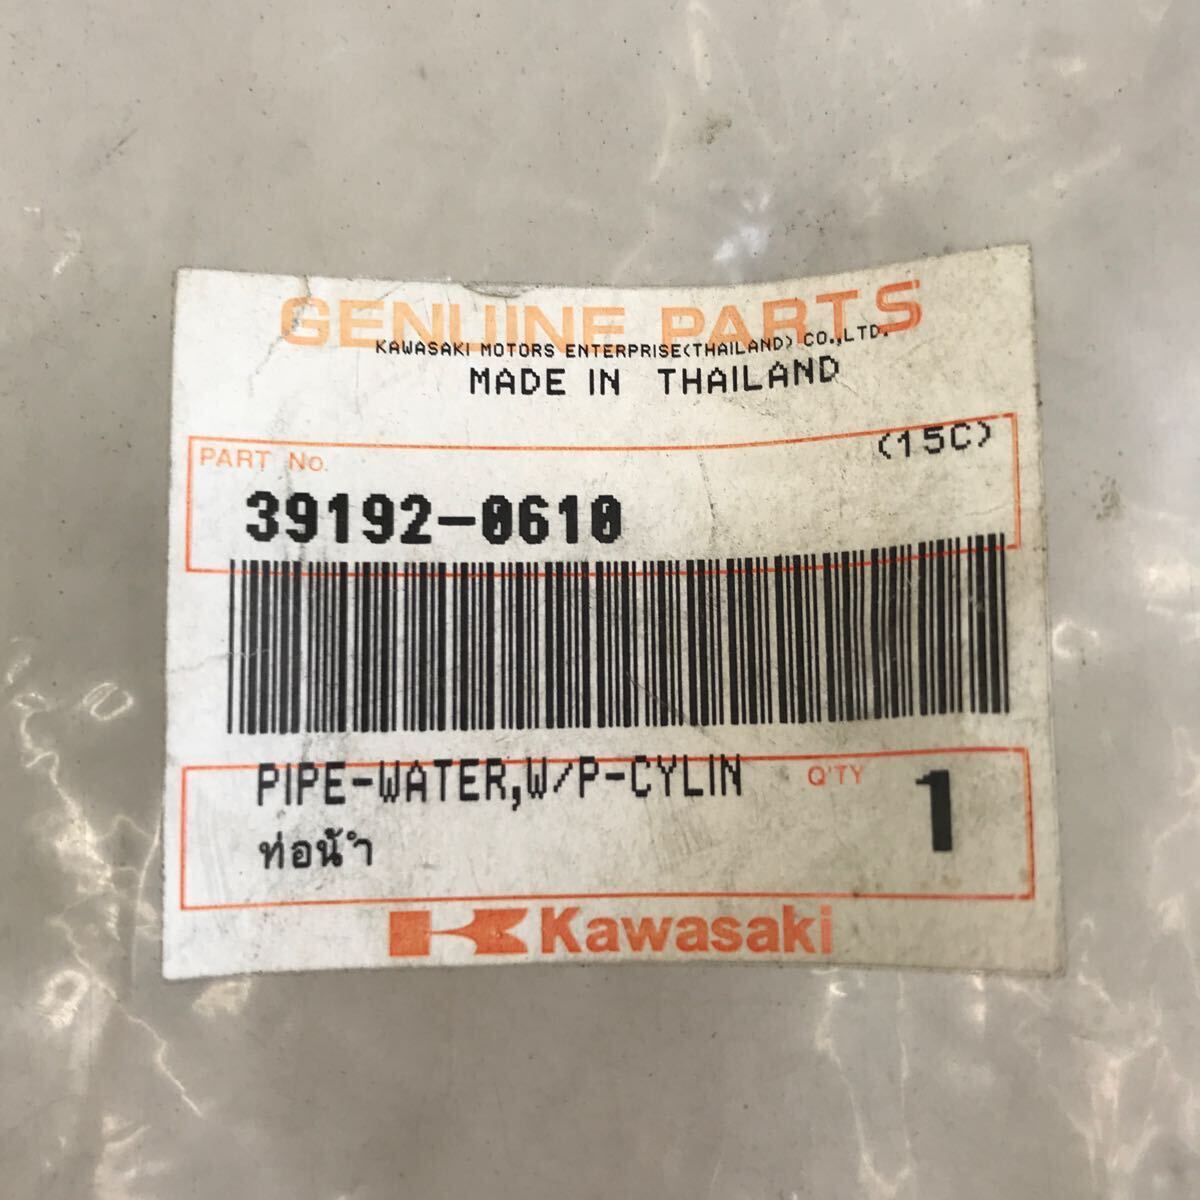 GENUINE PARTS
KAWASAKI MOTORS ENTERPRISE(THAILAND) CO.,LTD.
MADE IN THAILAND
(15C)
PART No.
39192-0610
PIPE-WATER,W/P-CYLIN
Q'TY 1
ท่อน้ำ
Kawasaki